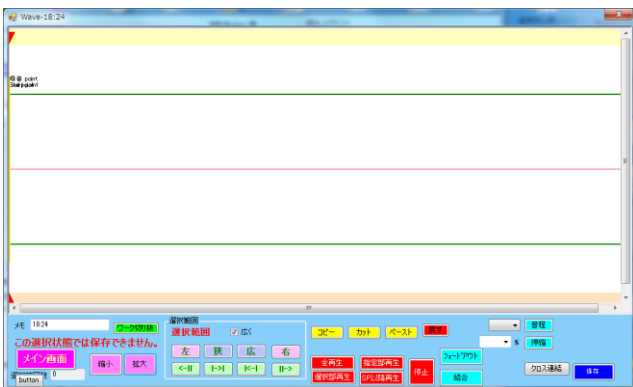 Wave-18:24
録音 point
メモ 1824
ワーク切り抜
この選択状態では保存できません。
メイン画面
縮小
拡大
button
0
選択範囲
選択範囲
広く
左
狭
広
右
<-||
|->|
|<-|
||->
コピー
カット
ペースト
戻す
全再生
指定部再生
選択部再生
停止
フェードアウト
結合
音程
%
伸縮
クロス連結
保存